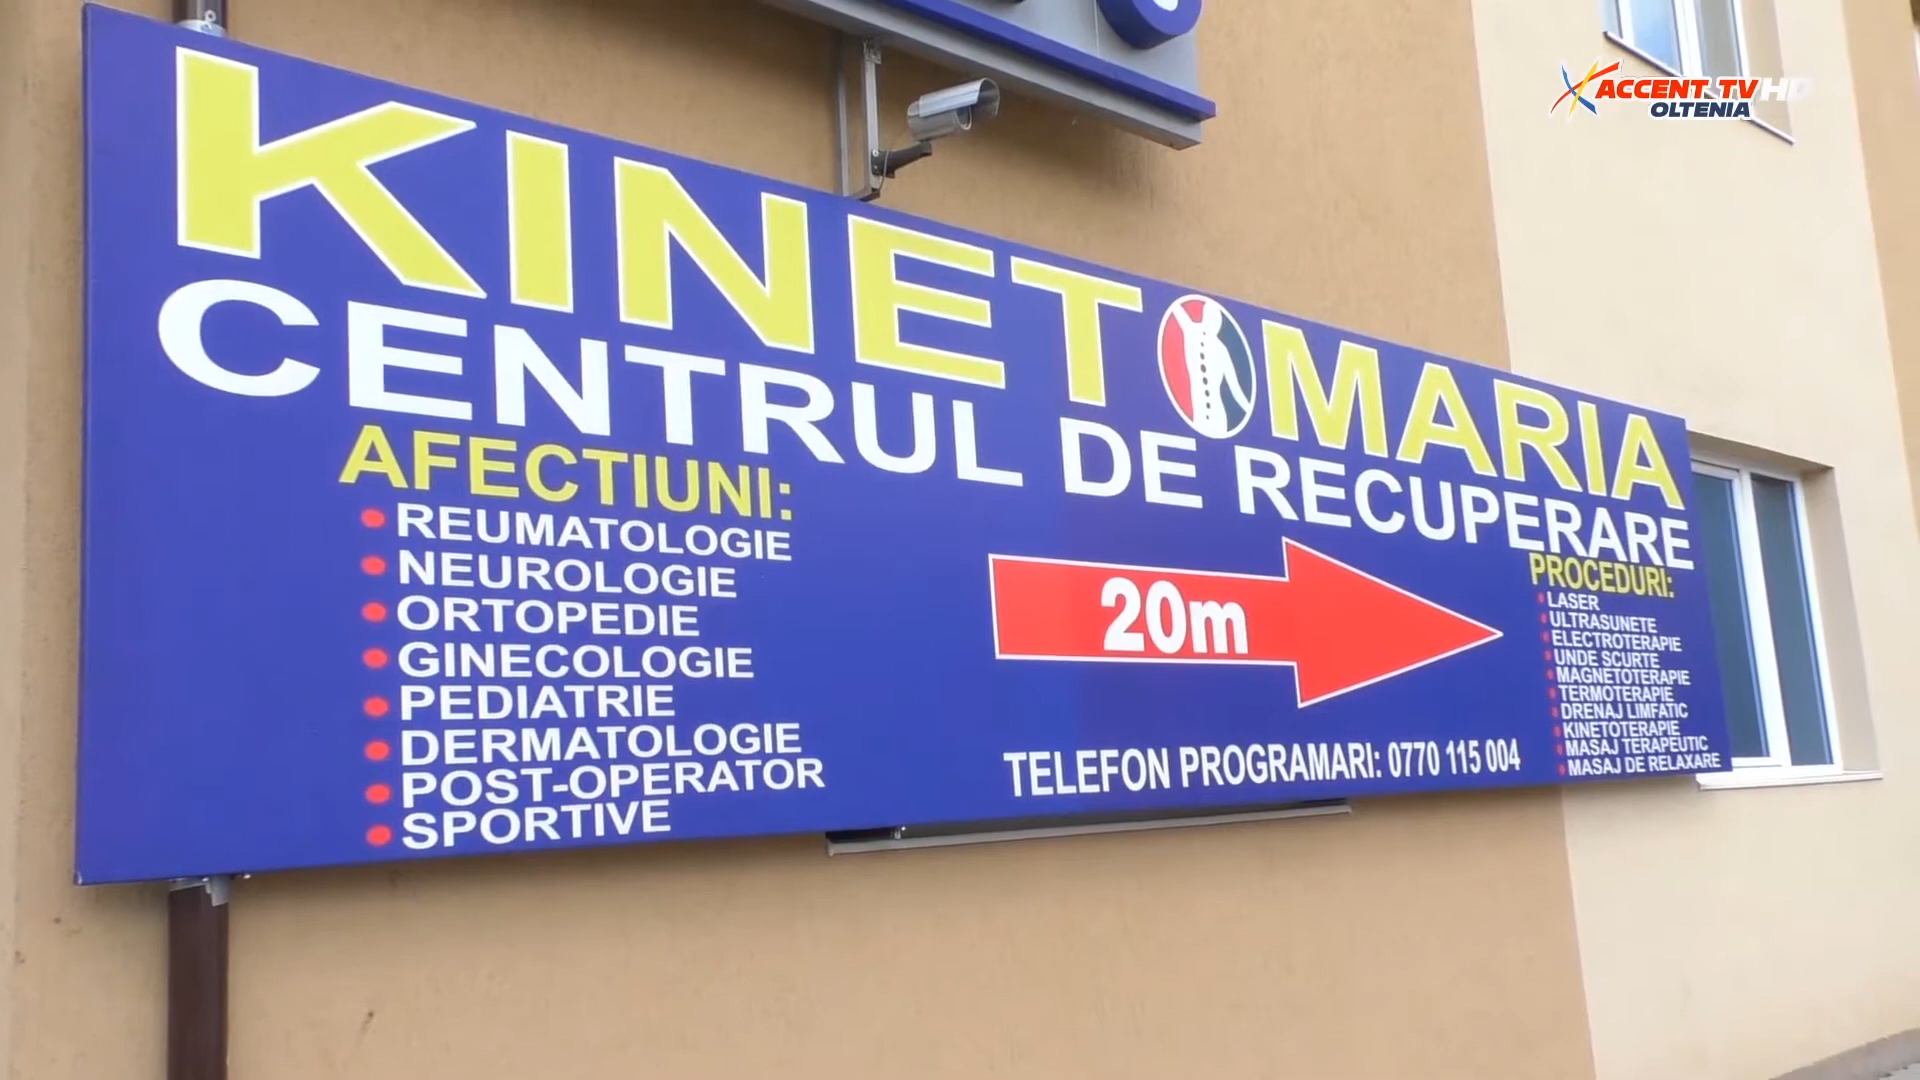 ACCENT TV HD
OLTENIA
KINETOMARIA
CENTRUL DE RECUPERARE
AFECTIUNI:
REUMATOLOGIE
NEUROLOGIE
ORTOPEDIE
GINECOLOGIE
PEDIATRIE
DERMATOLOGIE
POST-OPERATOR
SPORTIVE
20m
TELEFON PROGRAMARI: 0770 115 004
PROCEDURI:
LASER
ULTRASUNETE
ELECTROTERAPIE
UNDE SCURTE
MAGNETOTERAPIE
TERMOTERAPIE
DRENAJ LIMFATIC
KINETOTERAPIE
MASAJ TERAPEUTIC
MASAJ DE RELAXARE